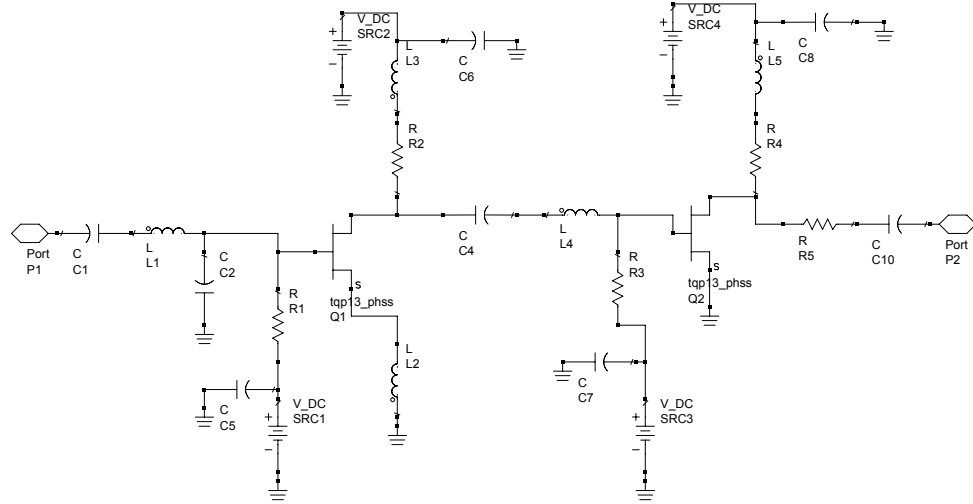 V_DC
SRC2
+
−
L
L3
C
C6
R
R2
V_DC
SRC4
+
−
L
L5
C
C8
R
R4
Port
P1
C
C1
L
L1
C
C2
R
R1
s
tqp13_phss
Q1
L
L2
C
C5
V_DC
SRC1
+
−
C
C4
L
L4
R
R3
s
tqp13_phss
Q2
C
C7
V_DC
SRC3
+
−
R
R5
C
C10
Port
P2